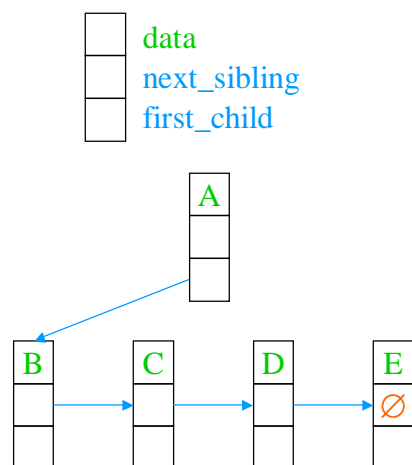 data
next_sibling
first_child
A
B C D E
∅